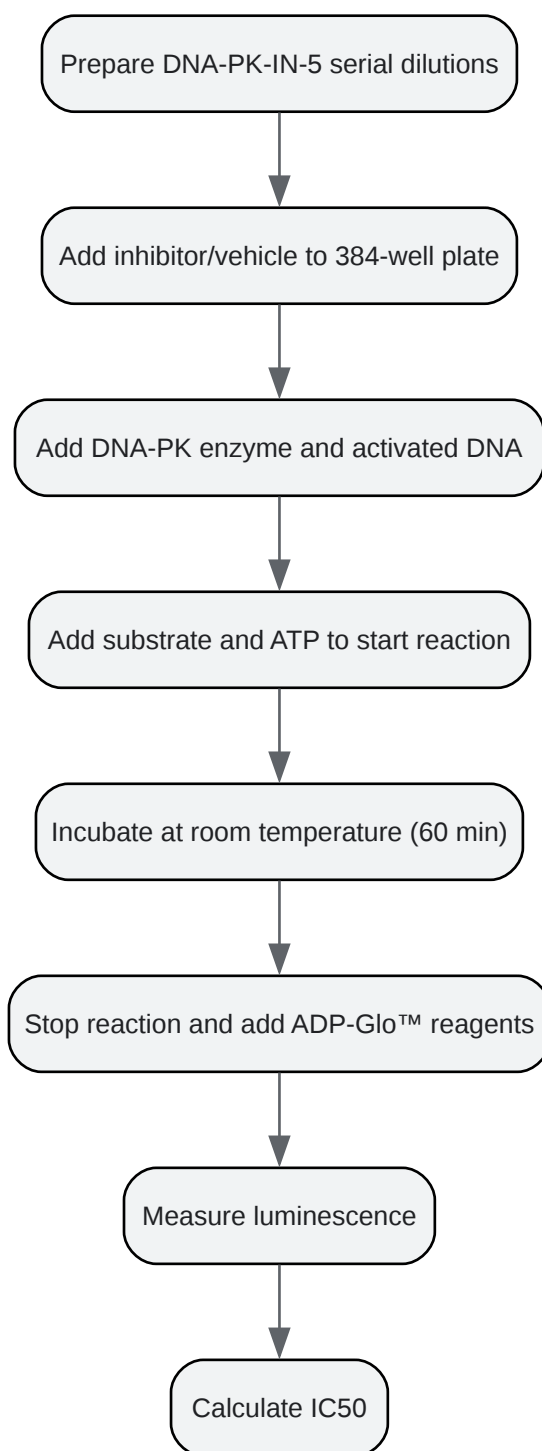 Prepare DNA-PK-IN-5 serial dilutions
Add inhibitor/vehicle to 384-well plate
Add DNA-PK enzyme and activated DNA
Add substrate and ATP to start reaction
Incubate at room temperature (60 min)
Stop reaction and add ADP-Glo™ reagents
Measure luminescence
Calculate IC50